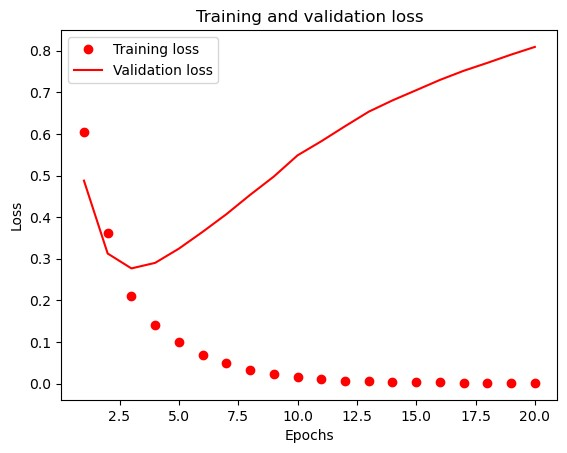 Training and validation loss
Training loss
Validation loss
0.8
0.7
0.6
0.5
0.4
0.3
0.2
0.1
0.0
Loss
2.5 5.0 7.5 10.0 12.5 15.0 17.5 20.0
Epochs